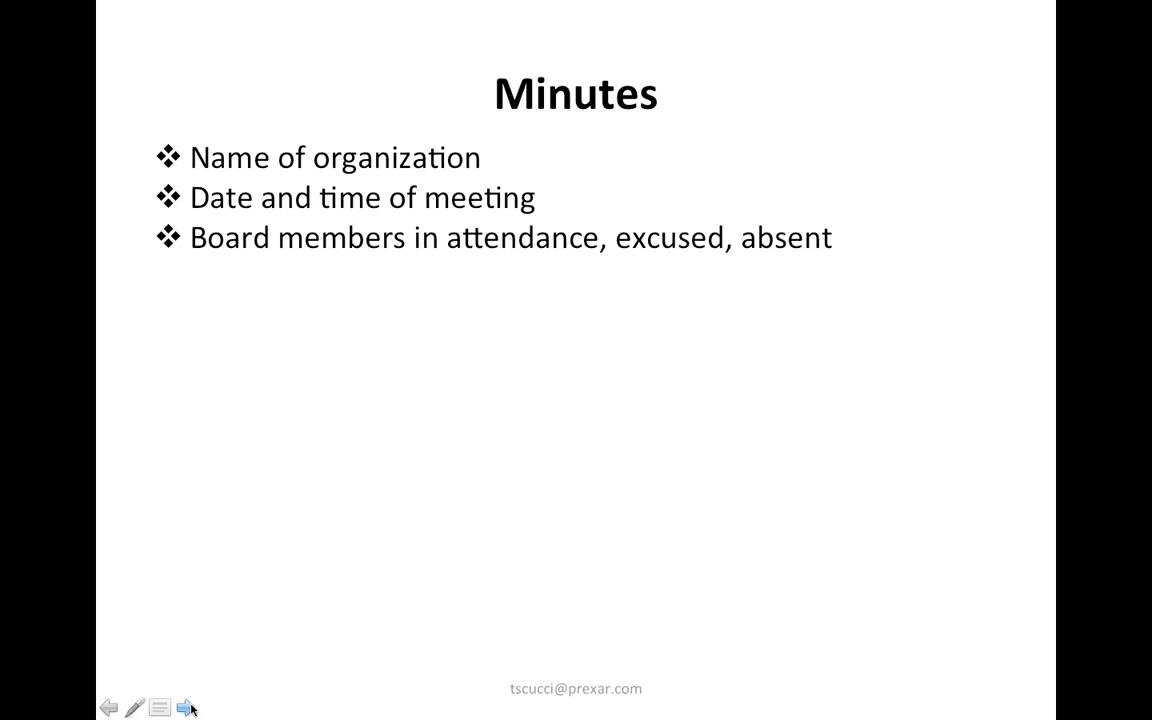 Minutes
❖ Name of organization
❖ Date and time of meeting
❖ Board members in attendance, excused, absent
tscucci@prexar.com